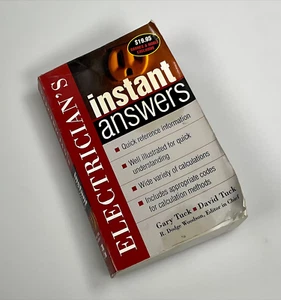 $19.95
ELECTRICIAN'S
instant
answers
Quick reference information
Well illustrated for quick
understanding
Wide variety of calculations
Includes appropriate codes
for calculation methods
Gary Tuck • David Tuck
R. Dodge Woodson, Editor in Chief